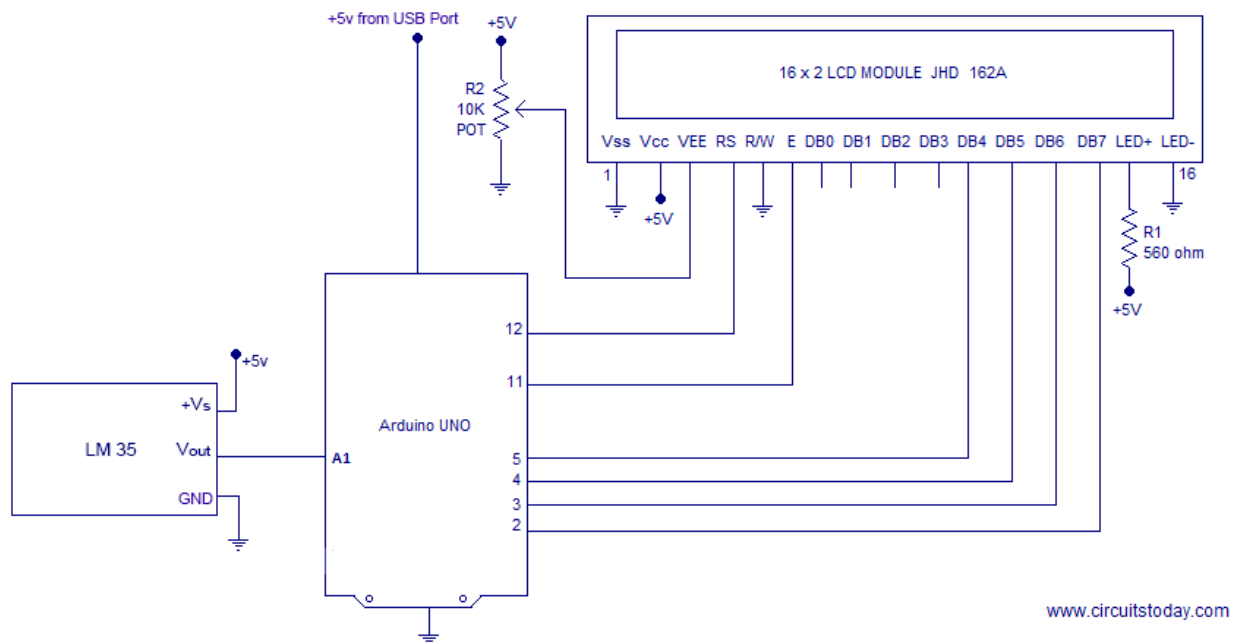 +5v from USB Port
+5V
R2
10K
POT
16 x 2 LCD MODULE JHD 162A
Vss Vcc VEE RS R/W E DB0 DB1 DB2 DB3 DB4 DB5 DB6 DB7 LED+ LED-
1
16
+5V
R1
560 ohm
+5V
+5v
LM 35
+Vs
Vout
GND
Arduino UNO
A1
12
11
5
4
3
2
www.circuitstoday.com